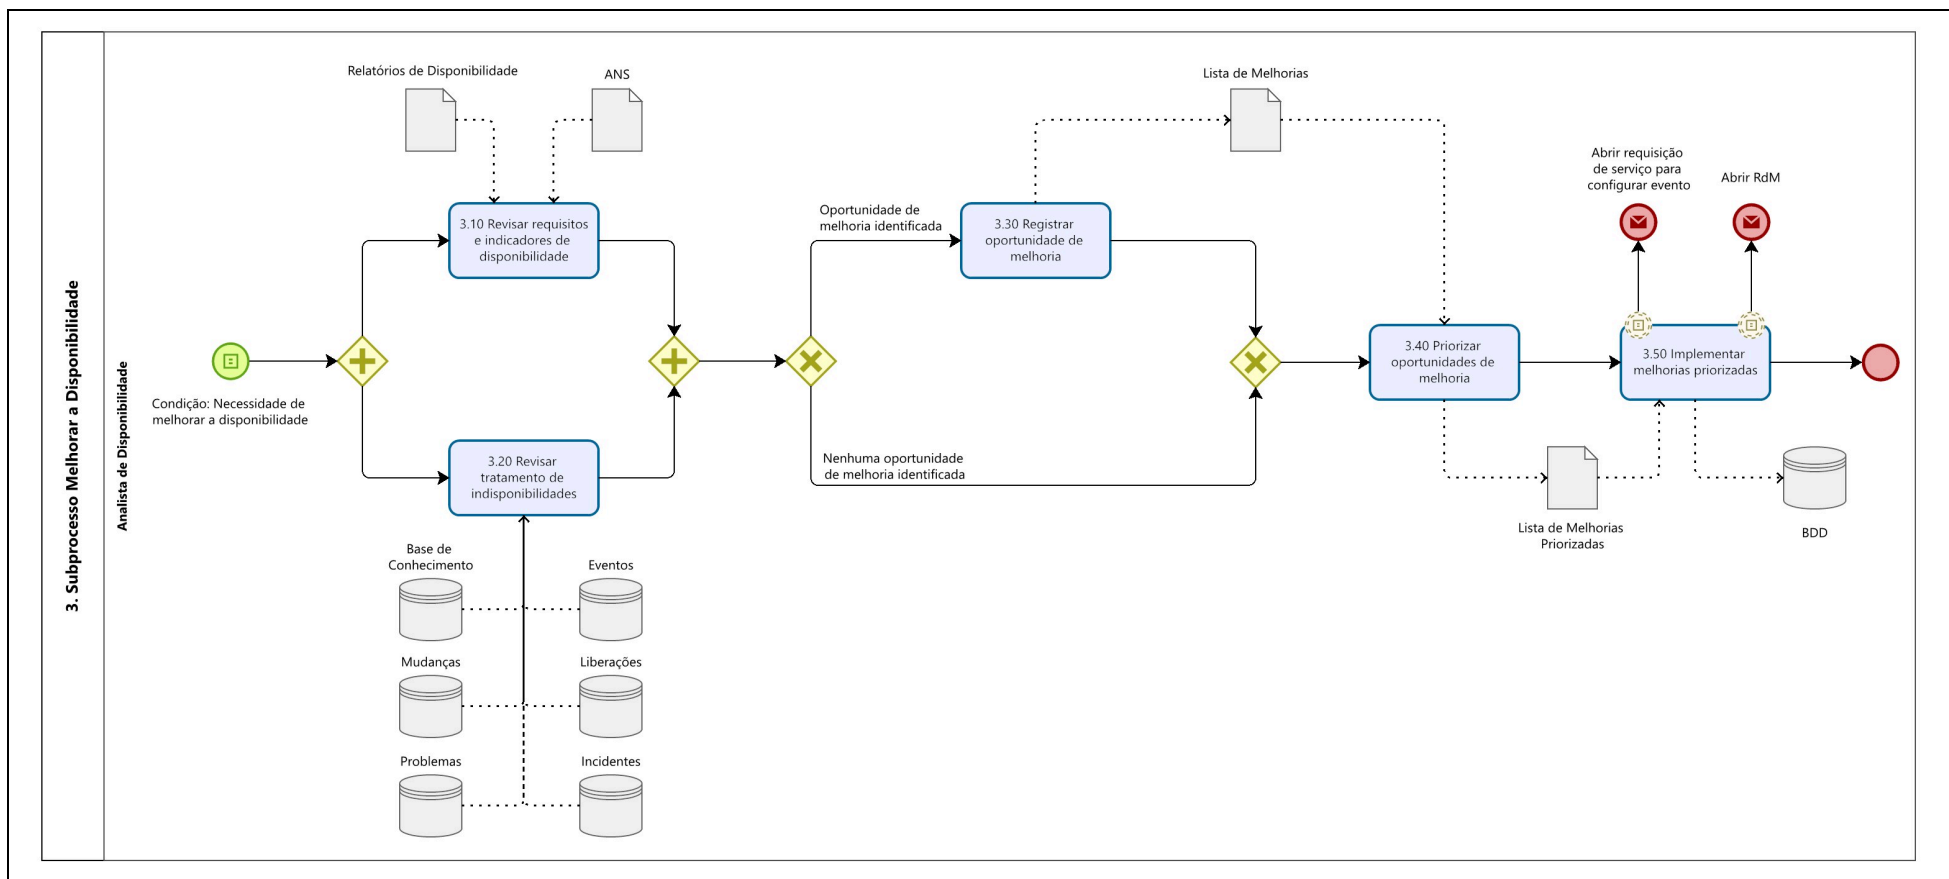 3. Subprocesso Melhorar a Disponibilidade
Analista de Disponibilidade
Condição: Necessidade de
melhorar a disponibilidade
Relatórios de Disponibilidade
ANS
3.10 Revisar requisitos
e indicadores de
disponibilidade
3.20 Revisar
tratamento de
indisponibilidades
Base de
Conhecimento
Eventos
Mudanças
Liberações
Problemas
Incidentes
Oportunidade de
melhoria identificada
Nenhuma oportunidade
de melhoria identificada
3.30 Registrar
oportunidade de
melhoria
Lista de Melhorias
3.40 Priorizar
oportunidades de
melhoria
Lista de Melhorias
Priorizadas
Abrir requisição
de serviço para
configurar evento
Abrir RdM
3.50 Implementar
melhorias priorizadas
BDD